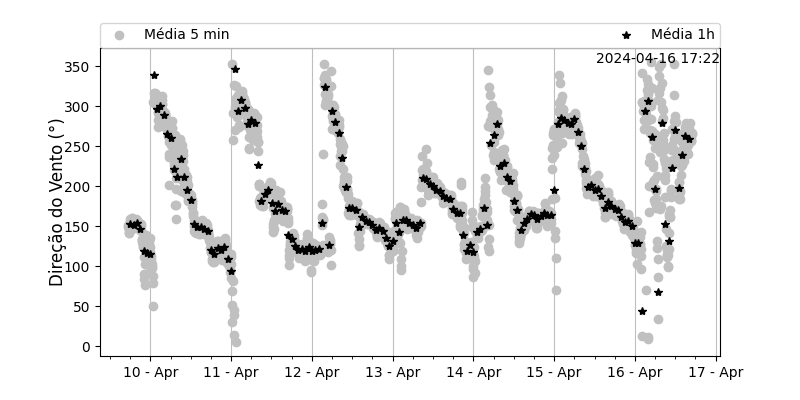 Média 5 min
Média 1h
2024-04-16 17:22
Direção do Vento (°)
350
300
250
200
150
100
50
0
10 - Apr
11 - Apr
12 - Apr
13 - Apr
14 - Apr
15 - Apr
16 - Apr
17 - Apr